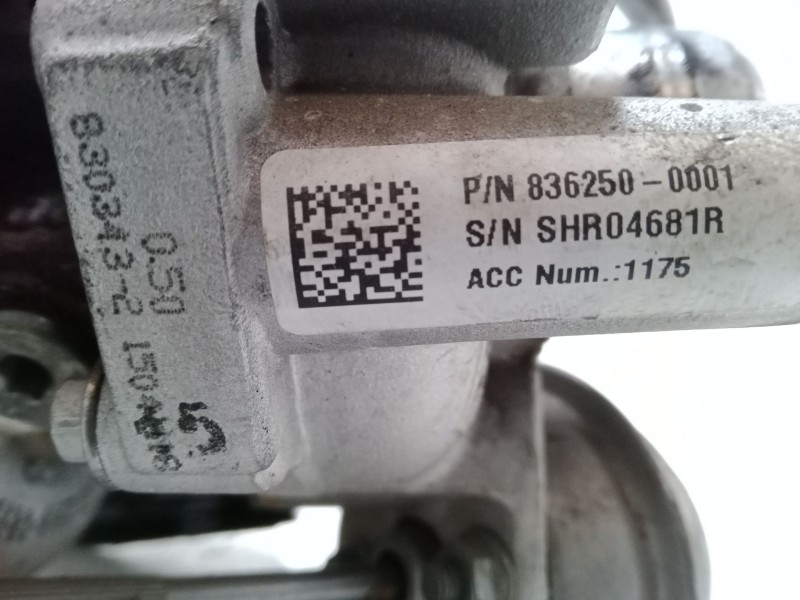 P/N 836250-0001
S/N SHR04681R
ACC Num.:1175
830343-2
0.50